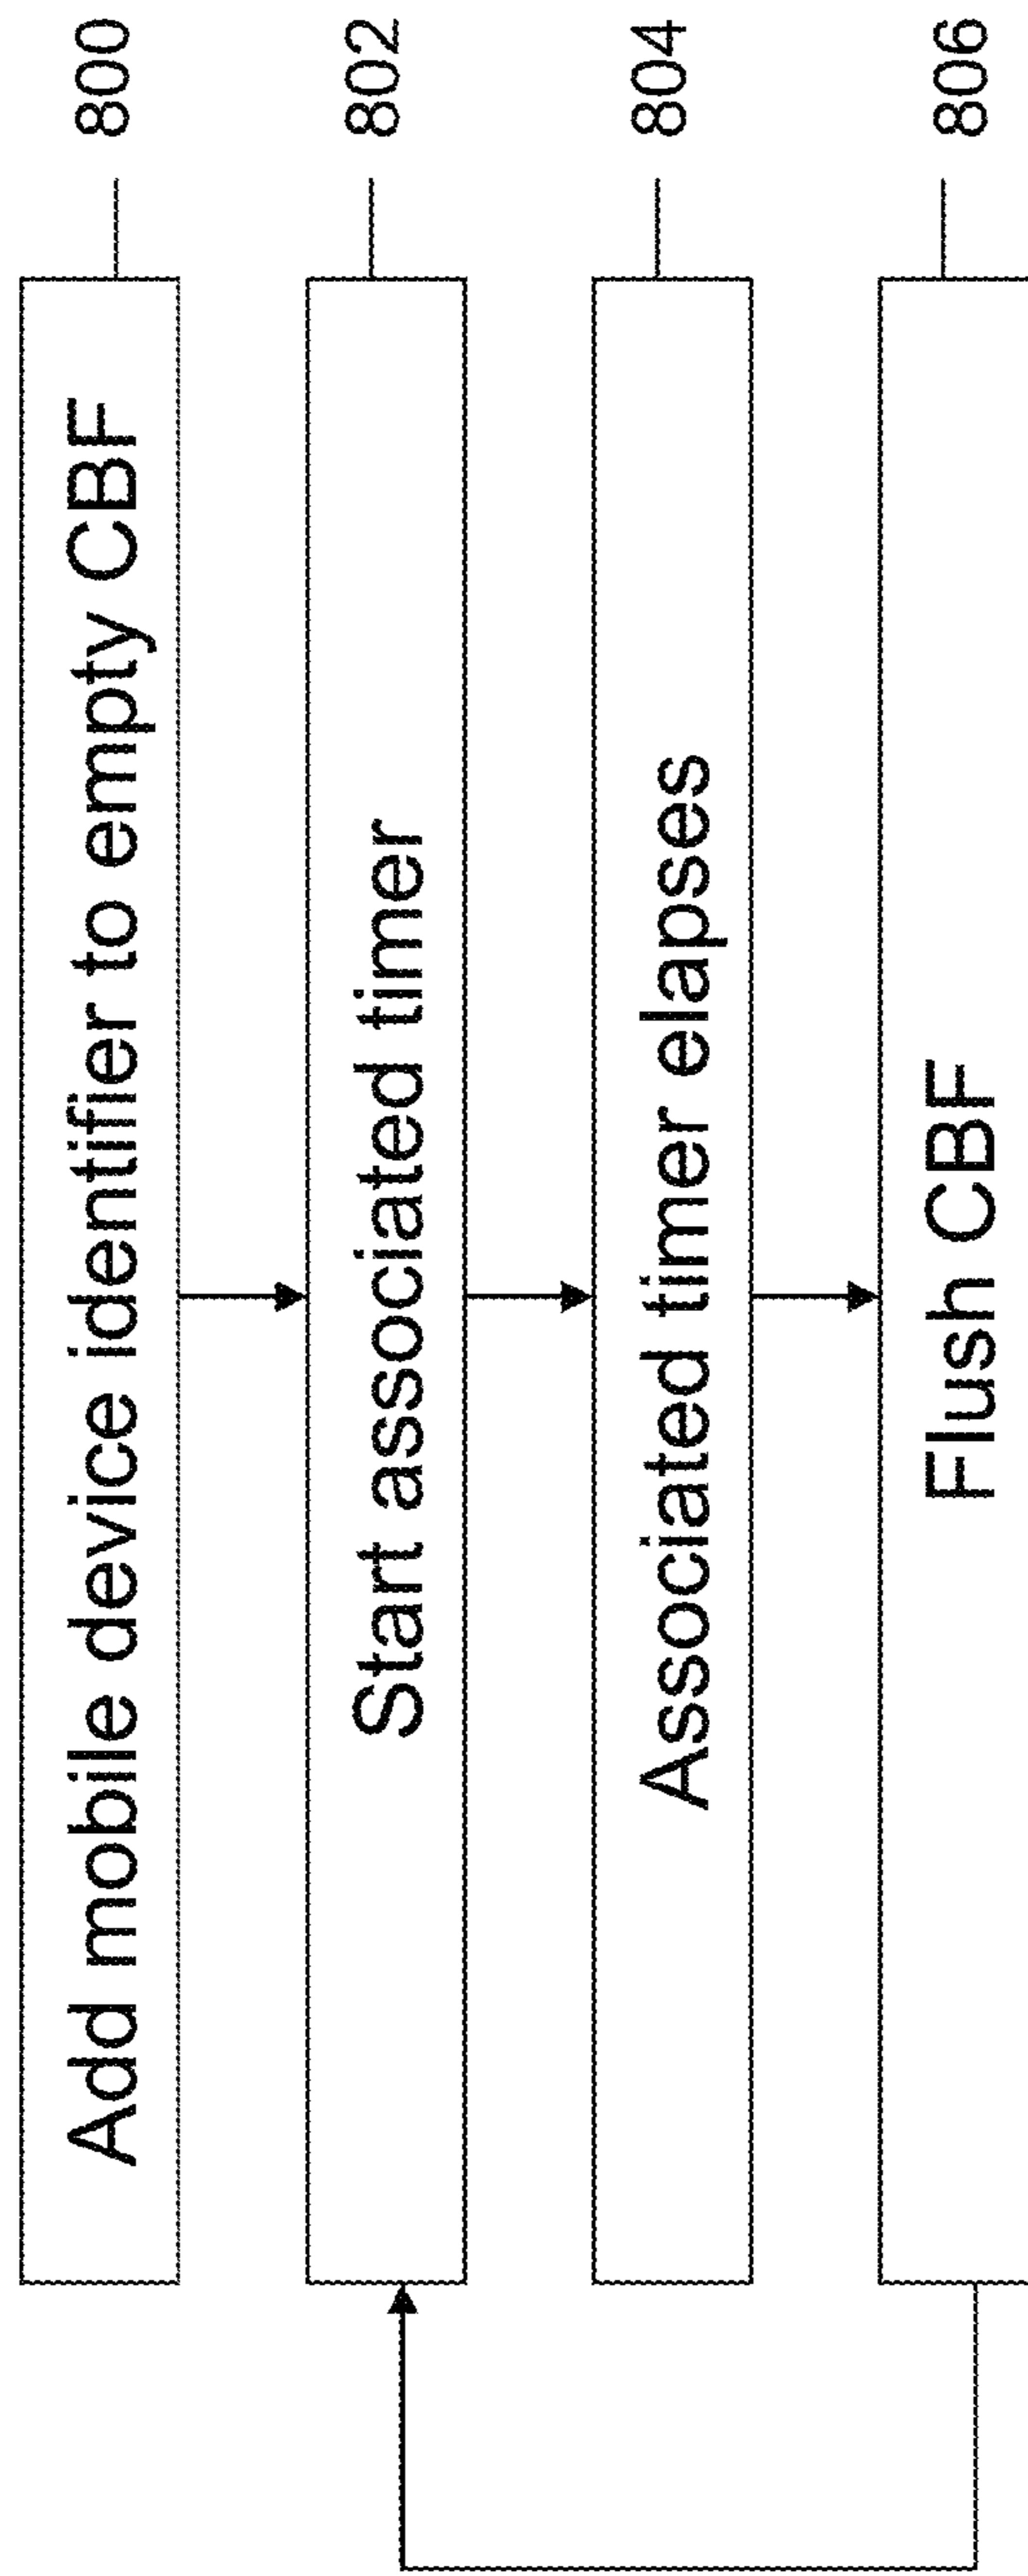 Add mobile device identifier to empty CBF
800
Start associated timer
802
Associated timer elapses
804
Flush CBF
806